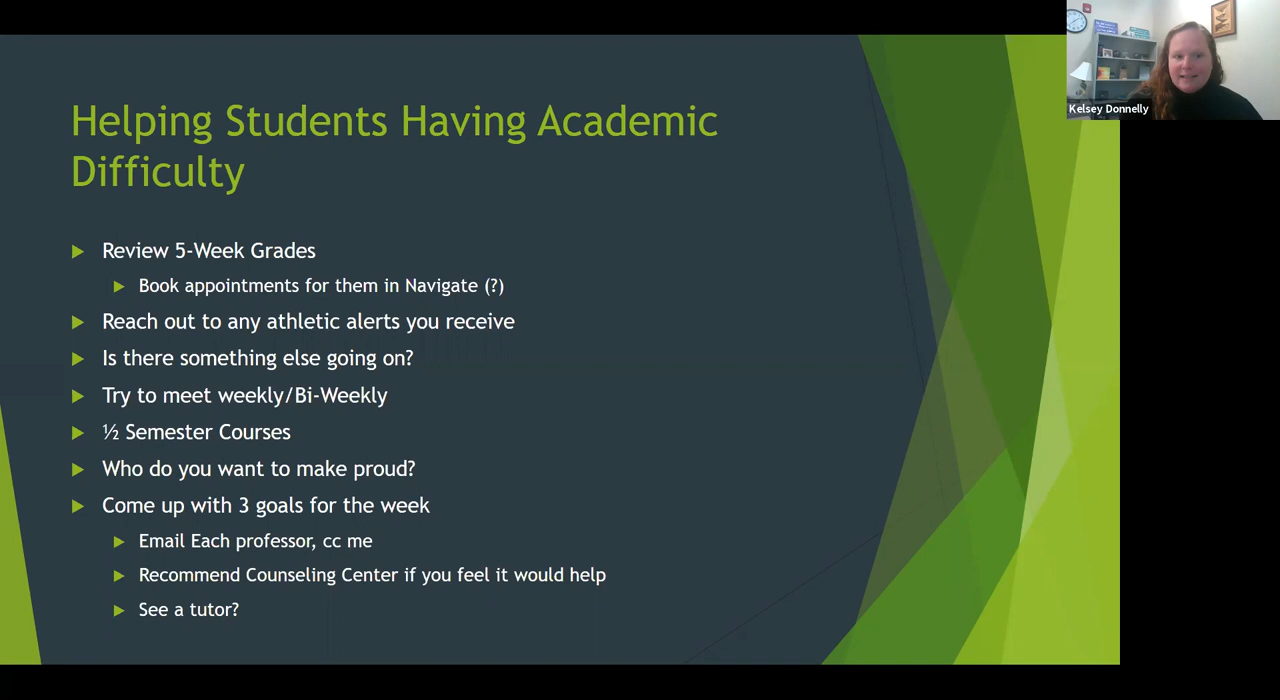 Helping Students Having Academic
Difficulty
Review 5-Week Grades
Book appointments for them in Navigate (?)
Reach out to any athletic alerts you receive
Is there something else going on?
Try to meet weekly/Bi-Weekly
½ Semester Courses
Who do you want to make proud?
Come up with 3 goals for the week
Email Each professor, cc me
Recommend Counseling Center if you feel it would help
See a tutor?
Kelsey Donnelly